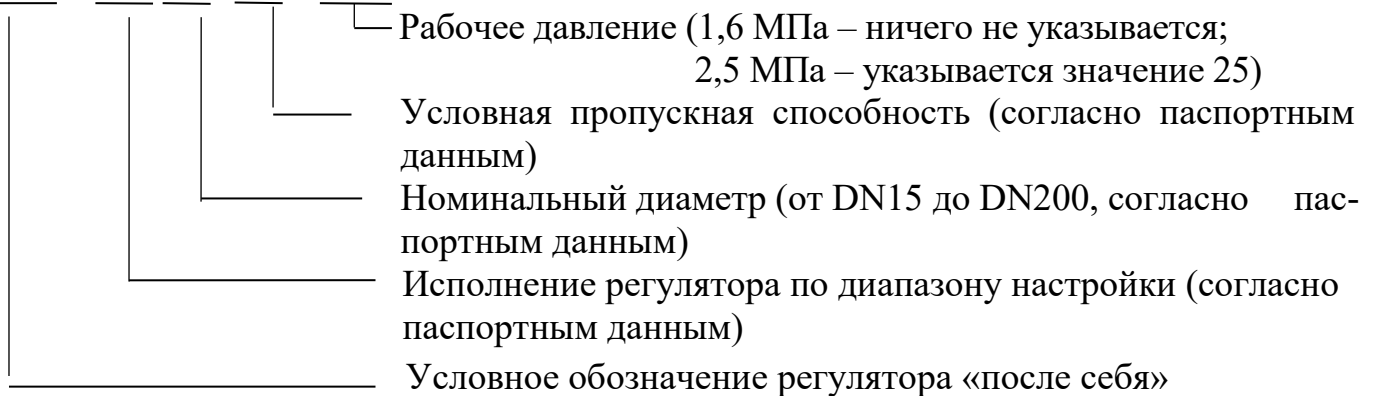 Рабочее давление (1,6 МПа – ничего не указывается;
2,5 МПа – указывается значение 25)
Условная пропускная способность (согласно паспортным
данным)
Номинальный диаметр (от DN15 до DN200, согласно пас-
портным данным)
Исполнение регулятора по диапазону настройки (согласно
паспортным данным)
Условное обозначение регулятора «после себя»